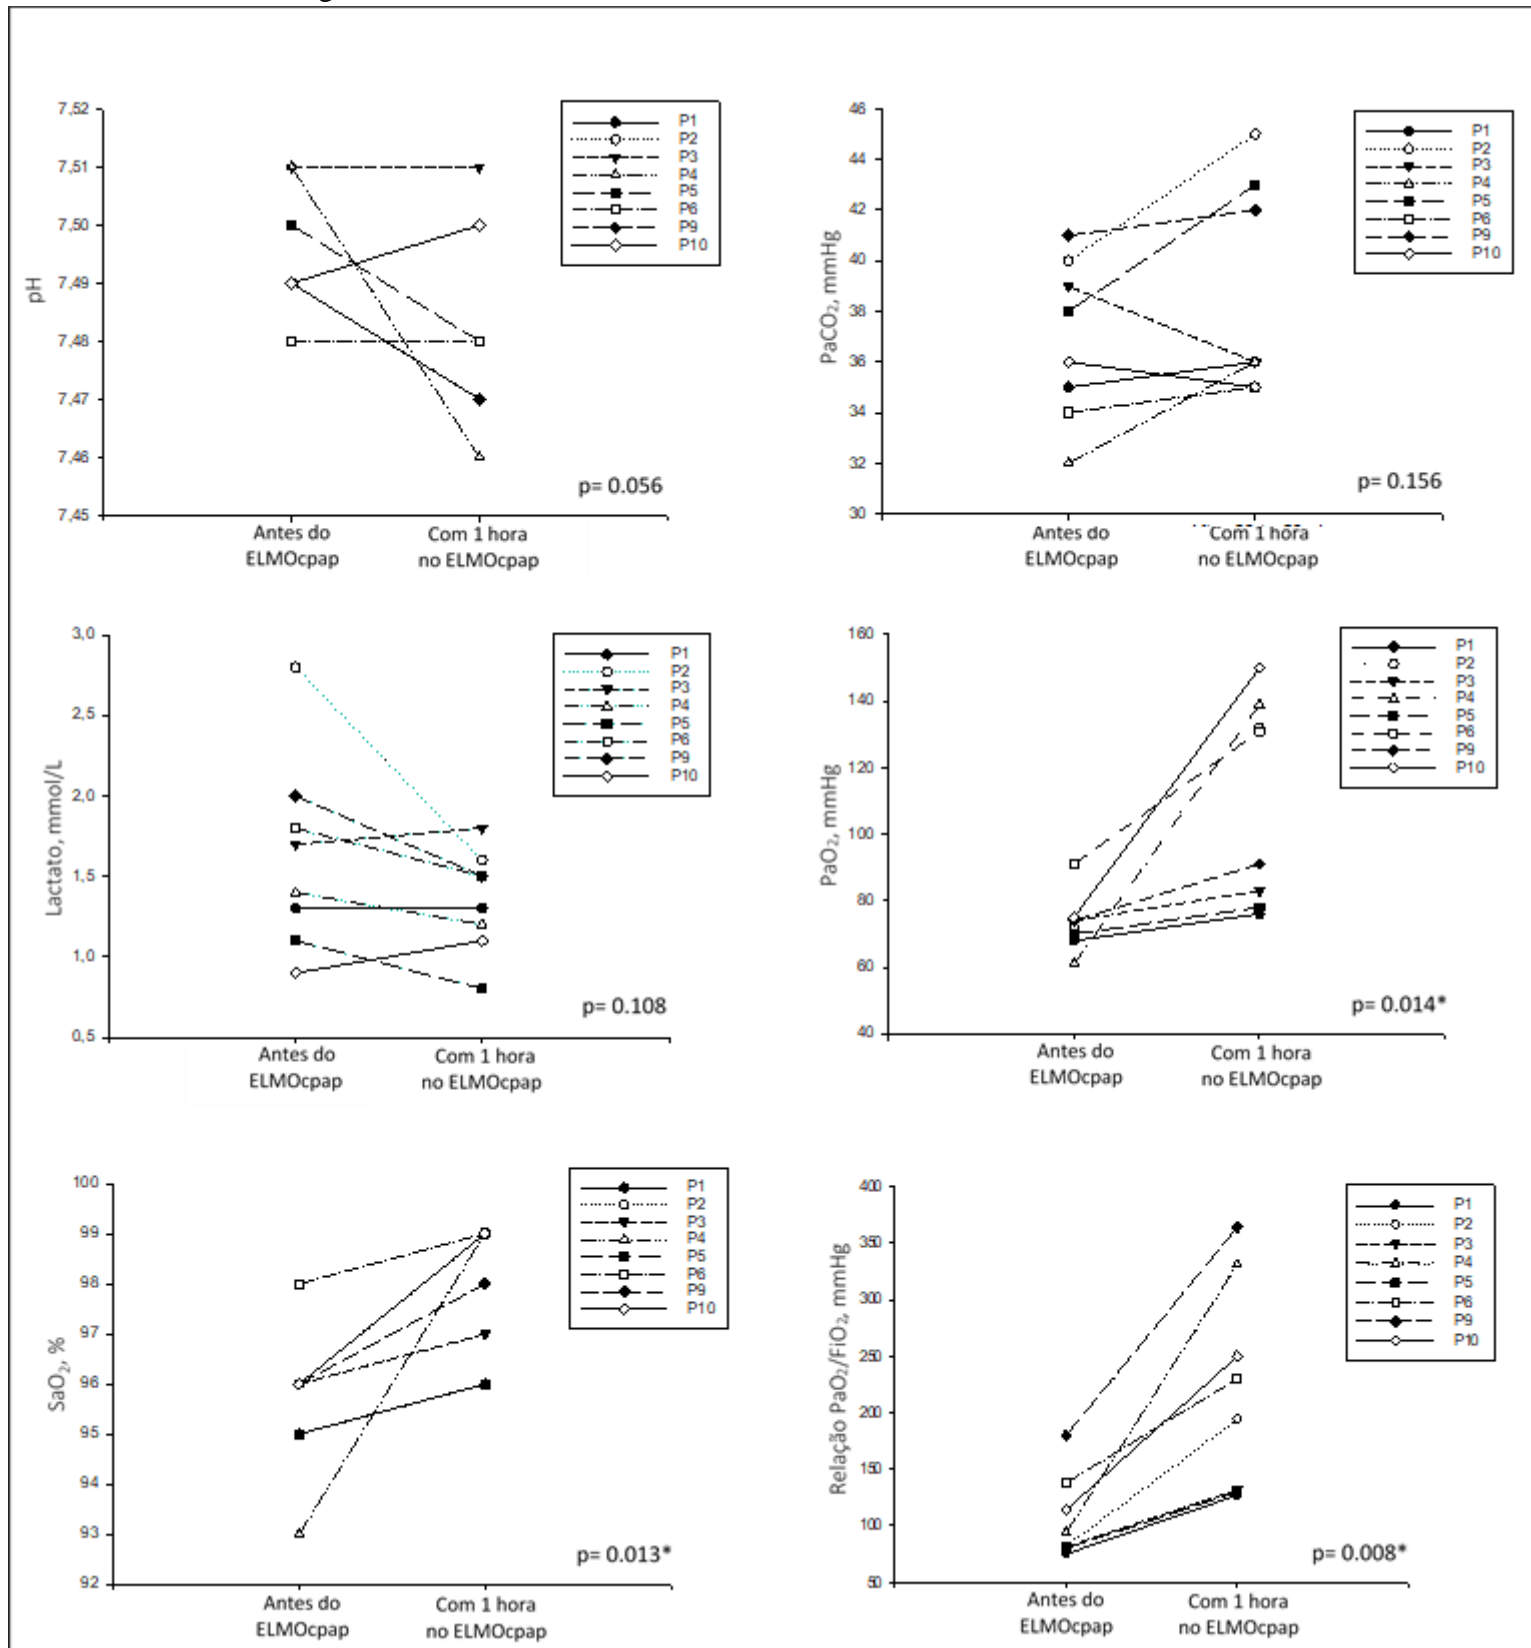 7,52
7,51
7,50
7,49
7,48
7,47
7,46
7,45
pH
P1
P2
P3
P4
P5
P6
P9
P10
p= 0.056
Antes do
ELMOcpap
Com 1 hora
no ELMOcpap
46
44
42
40
38
36
34
32
30
PaCO₂, mmHg
P1
P2
P3
P4
P5
P6
P9
P10
p= 0.156
Antes do
ELMOcpap
Com 1 hora
no ELMOcpap
3,0
2,5
2,0
1,5
1,0
0,5
Lactato, mmol/L
P1
P2
P3
P4
P5
P6
P9
P10
p= 0.108
Antes do
ELMOcpap
Com 1 hora
no ELMOcpap
160
140
120
100
80
60
40
PaO₂, mmHg
P1
P2
P3
P4
P5
P6
P9
P10
p= 0.014*
Antes do
ELMOcpap
Com 1 hora
no ELMOcpap
100
99
98
97
96
95
94
93
92
SaO₂, %
P1
P2
P3
P4
P5
P6
P9
P10
p= 0.013*
Antes do
ELMOcpap
Com 1 hora
no ELMOcpap
400
350
300
250
200
150
100
50
Relação PaO₂/FiO₂, mmHg
P1
P2
P3
P4
P5
P6
P9
P10
p= 0.008*
Antes do
ELMOcpap
Com 1 hora
no ELMOcpap